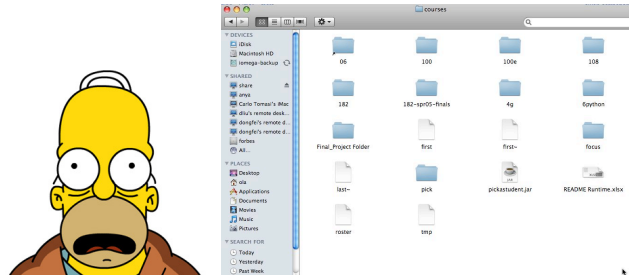 courses
DEVICES
iDisk
Macintosh HD
iomega-backup
SHARED
share
anya
Carlo Tomasi's iMac
dliu's remote desk...
dongfei's remote d...
dongfei's remote d...
forbes
All...
PLACES
Desktop
ola
Applications
Documents
Movies
Music
Pictures
SEARCH FOR
Today
Yesterday
Past Week
06
100
100e
108
182
182-spr05-finals
4g
6python
Final_Project Folder
first
first~
focus
last~
pick
pickastudent.jar
README Runtime.xlsx
roster
tmp